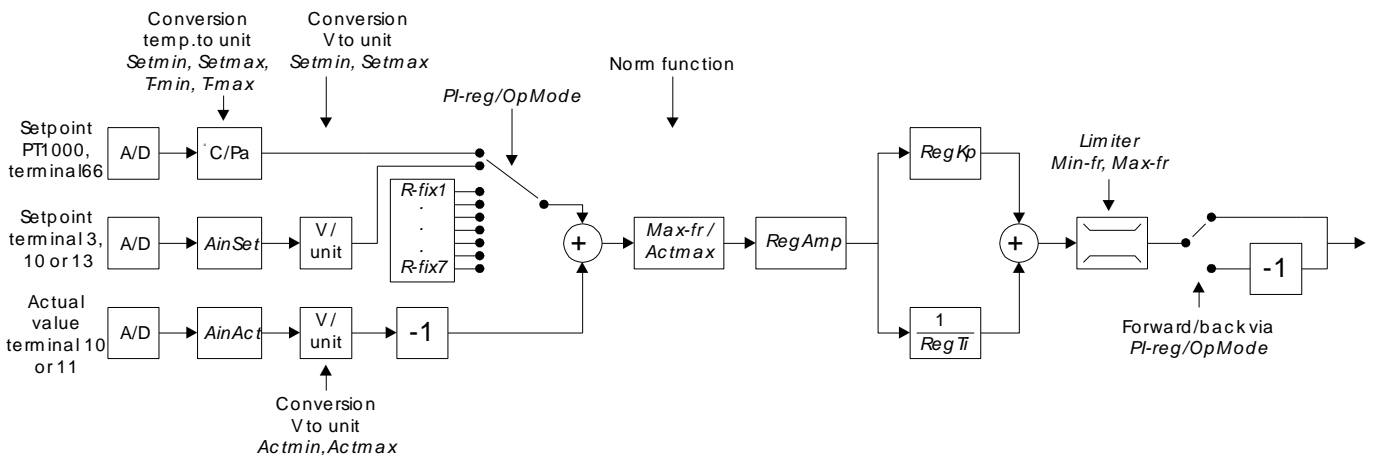 Conversion
temp. to unit
Setmin, Setmax,
T-min, T-max
Conversion
V to unit
Setmin, Setmax
PI-reg/OpMode
Norm function
Setpoint
PT1000,
terminal 66
A/D
°C/Pa
R-fix1
.
.
.
.
R-fix7
Setpoint
terminal 3,
10 or 13
A/D
AinSet
V/
unit
Actual
value
terminal 10
or 11
A/D
AinAct
V/
unit
-1
Conversion
V to unit
Actmin, Actmax
+
Max-fr /
Actmax
RegAmp
RegKp
1
RegTi
+
Limiter
Min-fr, Max-fr
-1
Forward/back via
PI-reg/OpMode